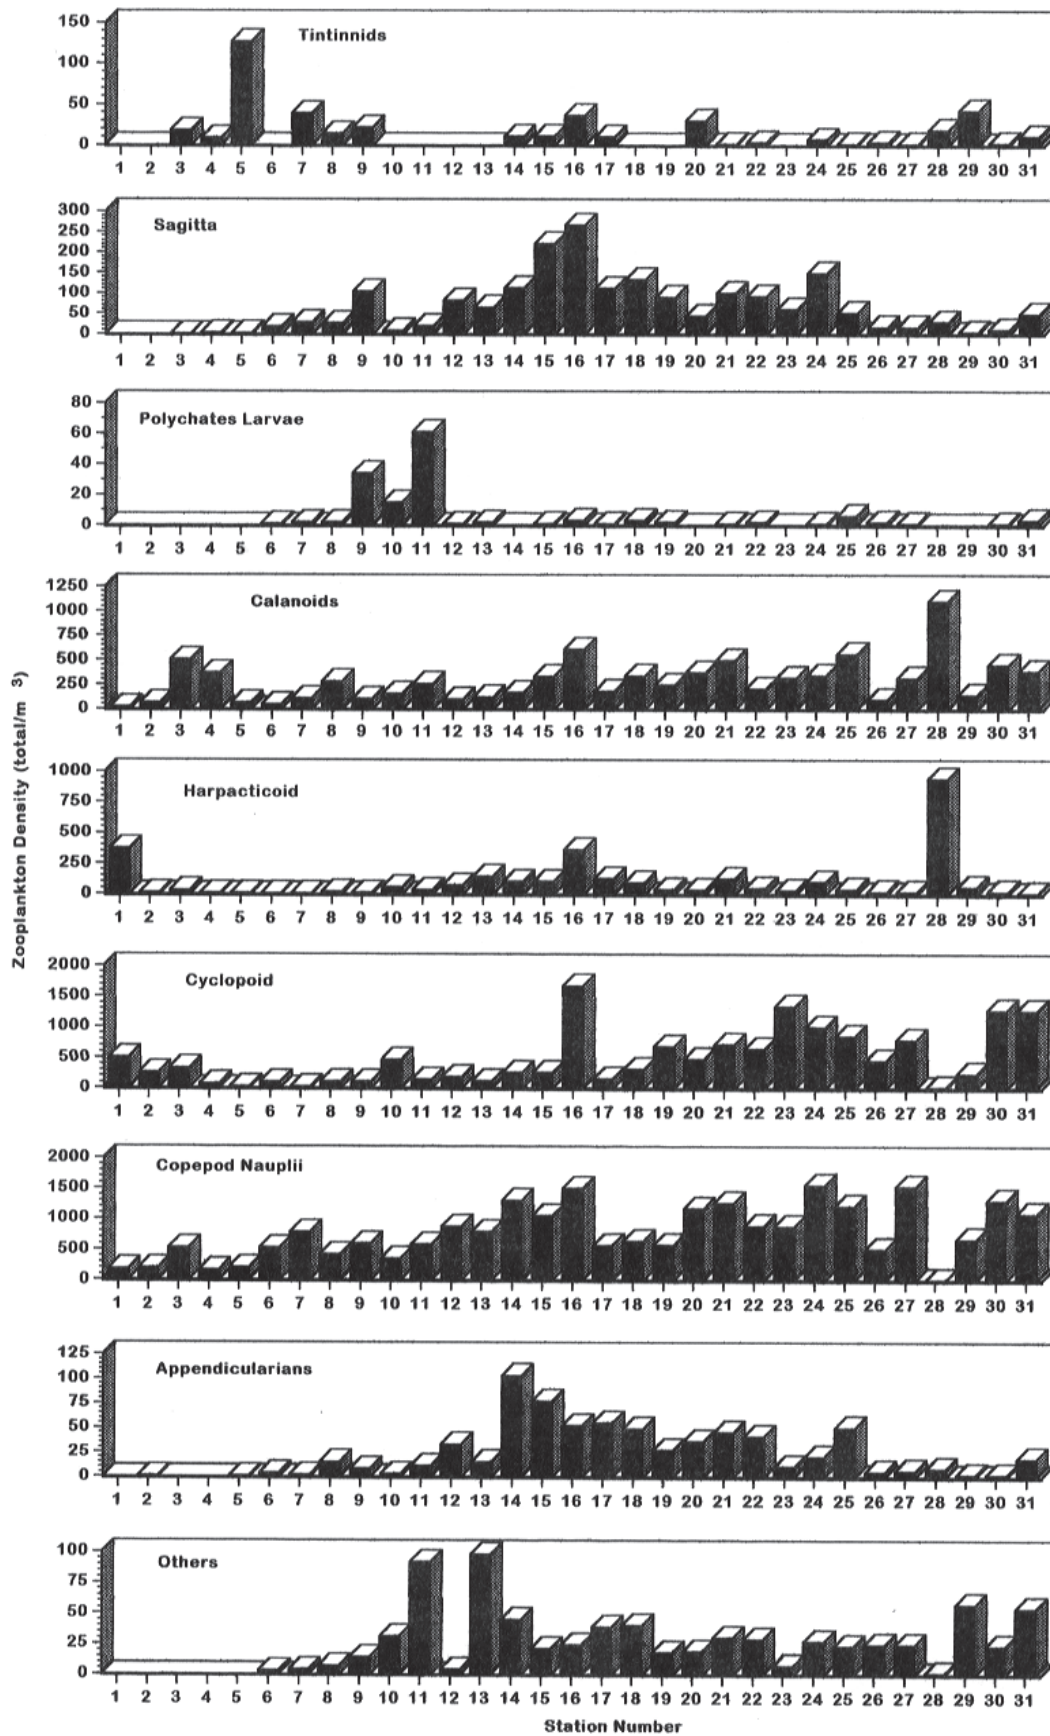 150
Tintinnids
100
50
0
1 2 3 4 5 6 7 8 9 10 11 12 13 14 15 16 17 18 19 20 21 22 23 24 25 26 27 28 29 30 31
300
Sagitta
250
200
150
100
50
0
1 2 3 4 5 6 7 8 9 10 11 12 13 14 15 16 17 18 19 20 21 22 23 24 25 26 27 28 29 30 31
80
Polychates Larvae
60
40
20
0
1 2 3 4 5 6 7 8 9 10 11 12 13 14 15 16 17 18 19 20 21 22 23 24 25 26 27 28 29 30 31
1250
Calanoids
1000
750
500
250
0
1 2 3 4 5 6 7 8 9 10 11 12 13 14 15 16 17 18 19 20 21 22 23 24 25 26 27 28 29 30 31
Zooplankton Density (total/m 3)
1000
Harpacticoid
750
500
250
0
1 2 3 4 5 6 7 8 9 10 11 12 13 14 15 16 17 18 19 20 21 22 23 24 25 26 27 28 29 30 31
2000
Cyclopoid
1500
1000
500
0
1 2 3 4 5 6 7 8 9 10 11 12 13 14 15 16 17 18 19 20 21 22 23 24 25 26 27 28 29 30 31
2000
Copepod Nauplii
1500
1000
500
0
1 2 3 4 5 6 7 8 9 10 11 12 13 14 15 16 17 18 19 20 21 22 23 24 25 26 27 28 29 30 31
125
Appendicularians
100
75
50
25
0
1 2 3 4 5 6 7 8 9 10 11 12 13 14 15 16 17 18 19 20 21 22 23 24 25 26 27 28 29 30 31
100
Others
75
50
25
0
1 2 3 4 5 6 7 8 9 10 11 12 13 14 15 16 17 18 19 20 21 22 23 24 25 26 27 28 29 30 31
Station Number